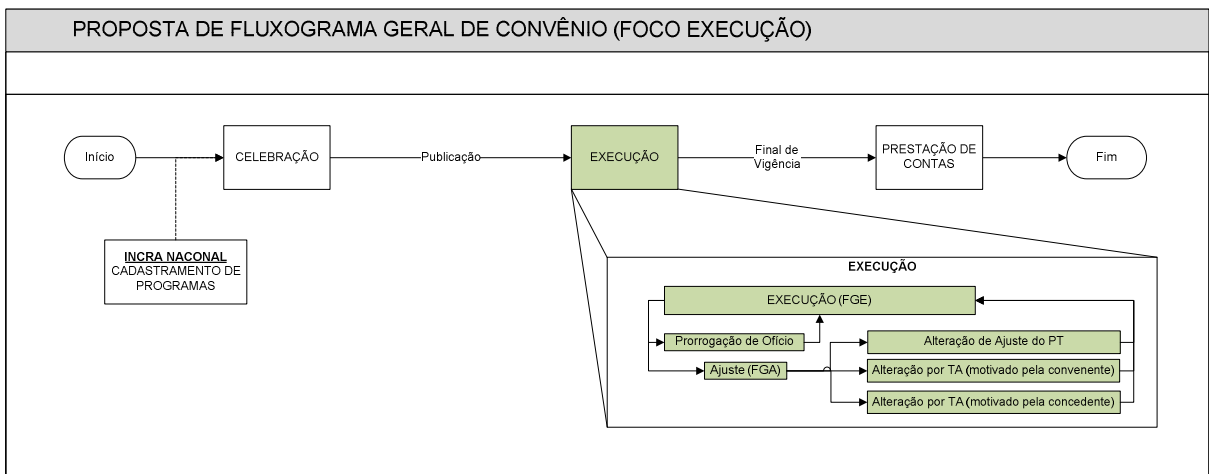 PROPOSTA DE FLUXOGRAMA GERAL DE CONVÊNIO (FOCO EXECUÇÃO)
Início
CELEBRAÇÃO
Publicação
EXECUÇÃO
Final de
Vigência
PRESTAÇÃO DE
CONTAS
Fim
INCRA NACONAL
CADASTRAMENTO DE
PROGRAMAS
EXECUÇÃO
EXECUÇÃO (FGE)
Prorrogação de Ofício
Alteração de Ajuste do PT
Ajuste (FGA)
Alteração por TA (motivado pela convenente)
Alteração por TA (motivado pela concedente)